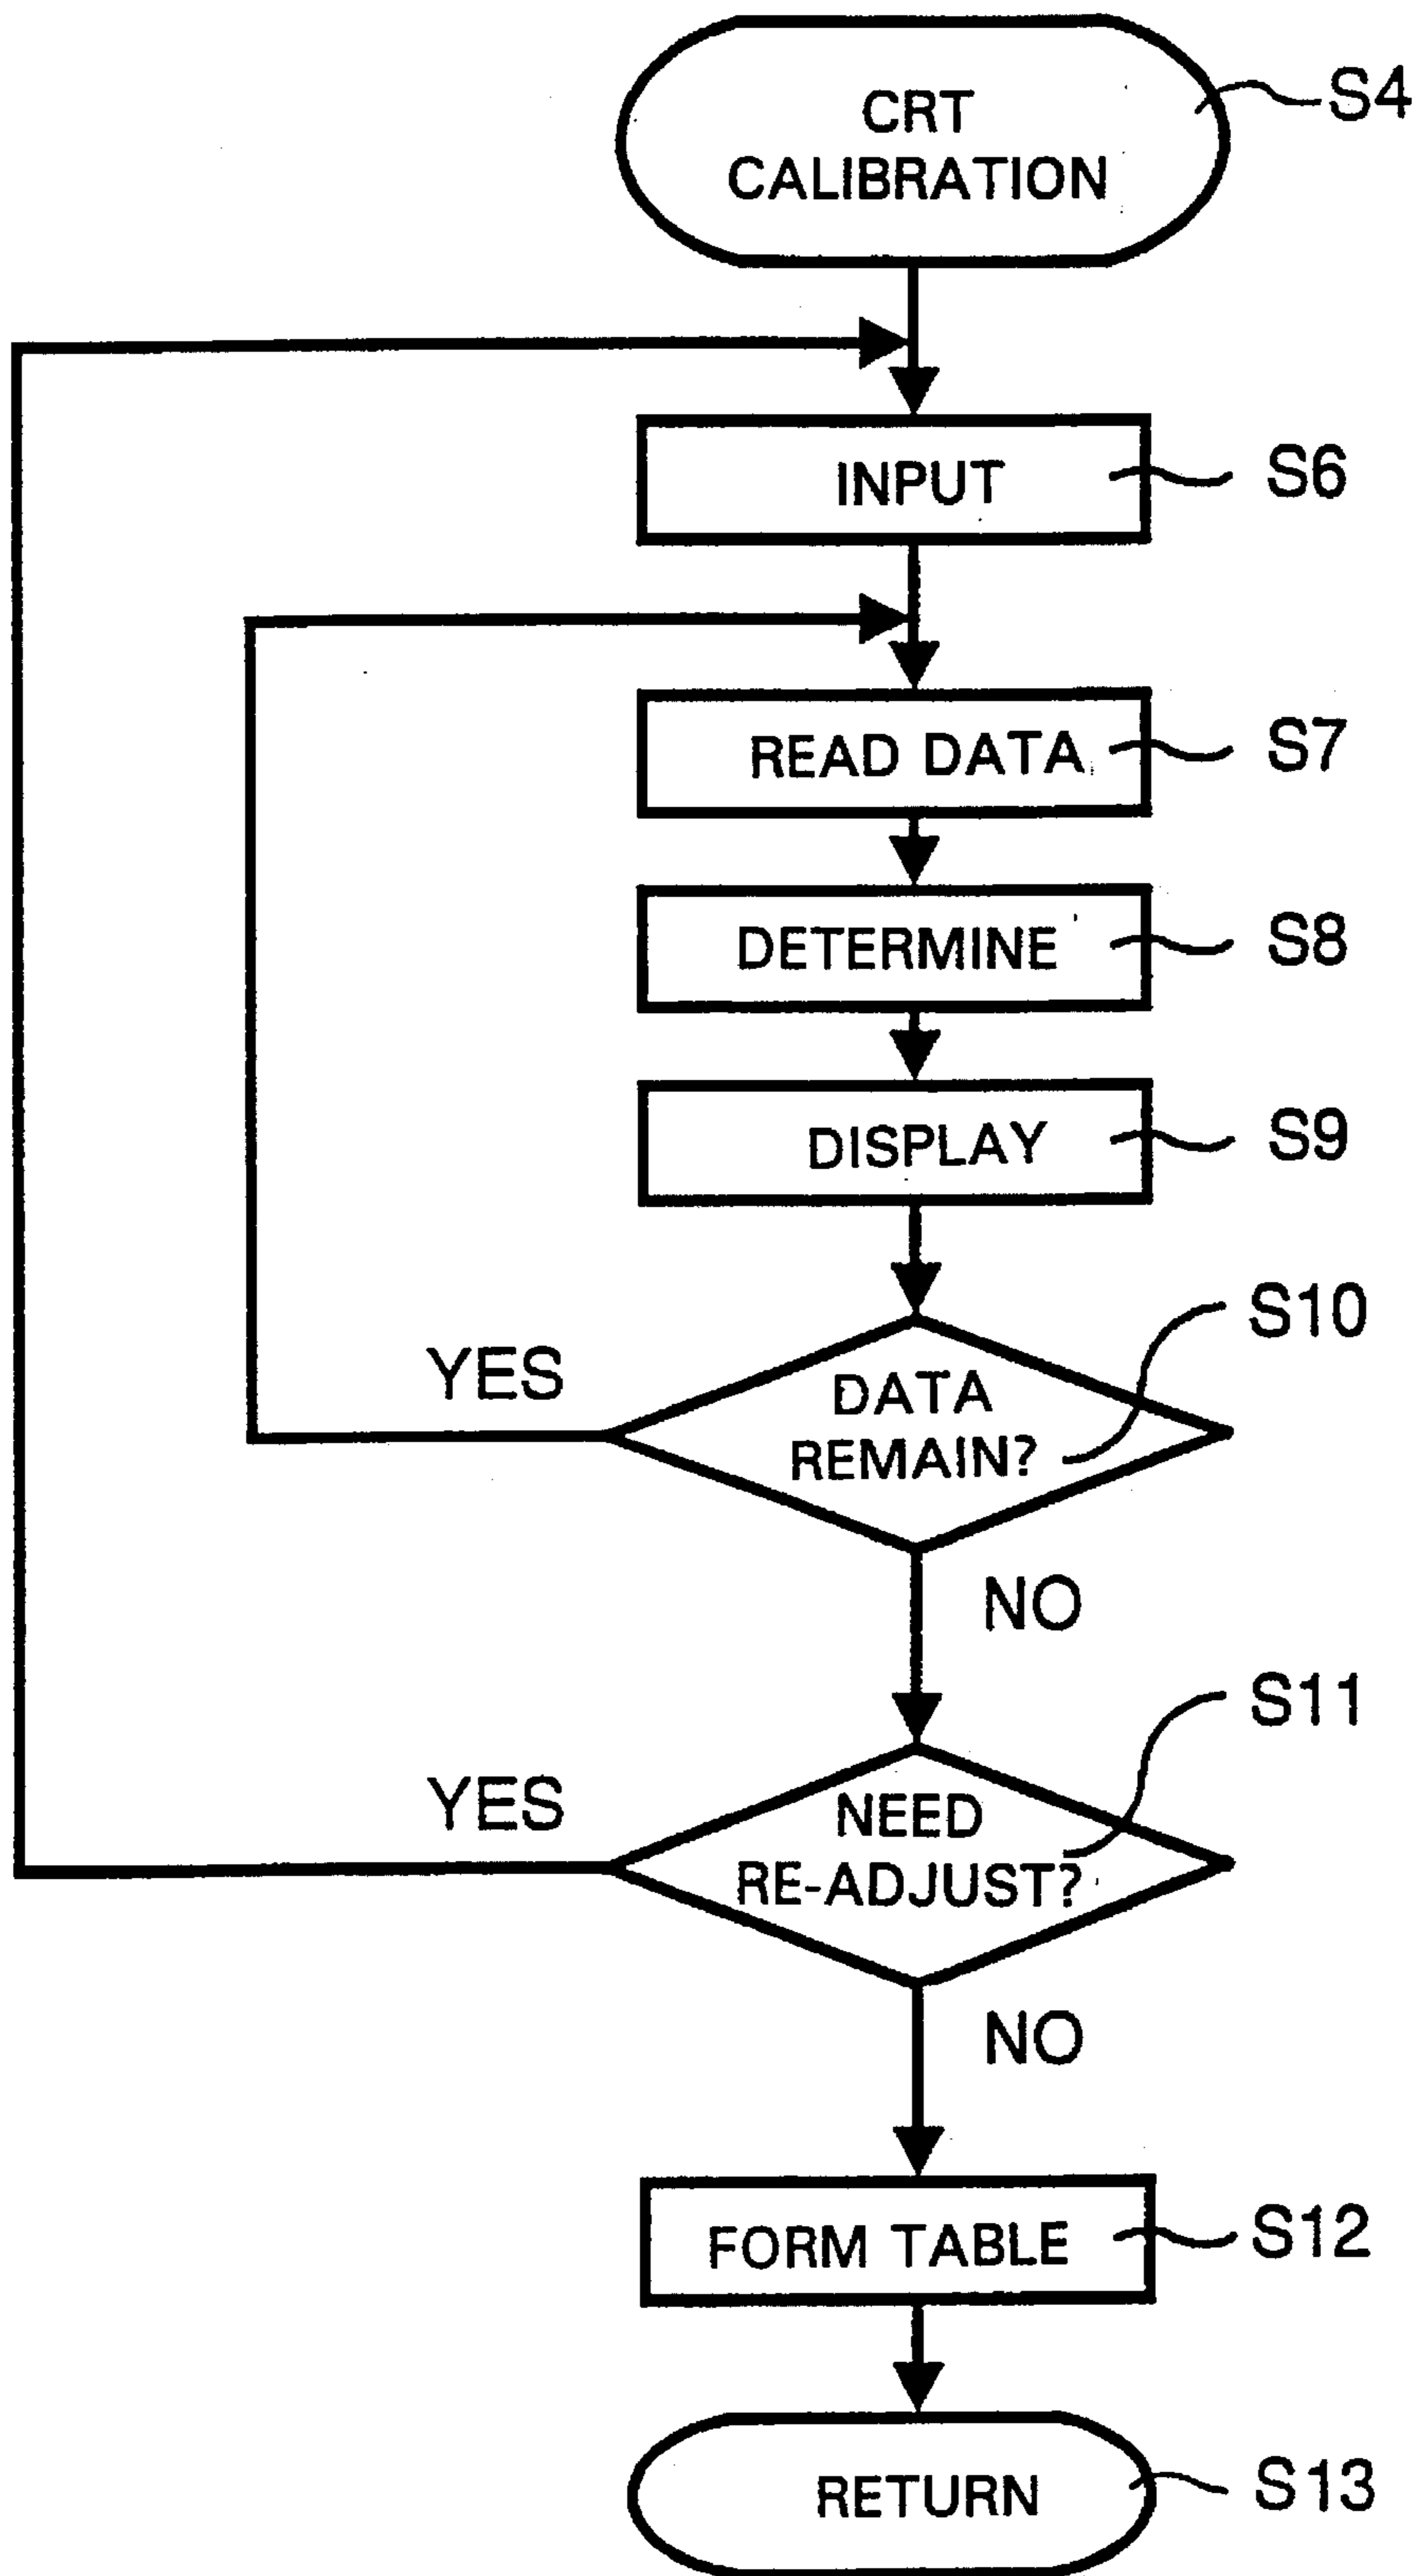 CRT
CALIBRATION
S4
INPUT
S6
READ DATA
S7
DETERMINE
S8
DISPLAY
S9
S10
YES
DATA
REMAIN?
NO
S11
YES
NEED
RE-ADJUST?
NO
FORM TABLE
S12
RETURN
S13